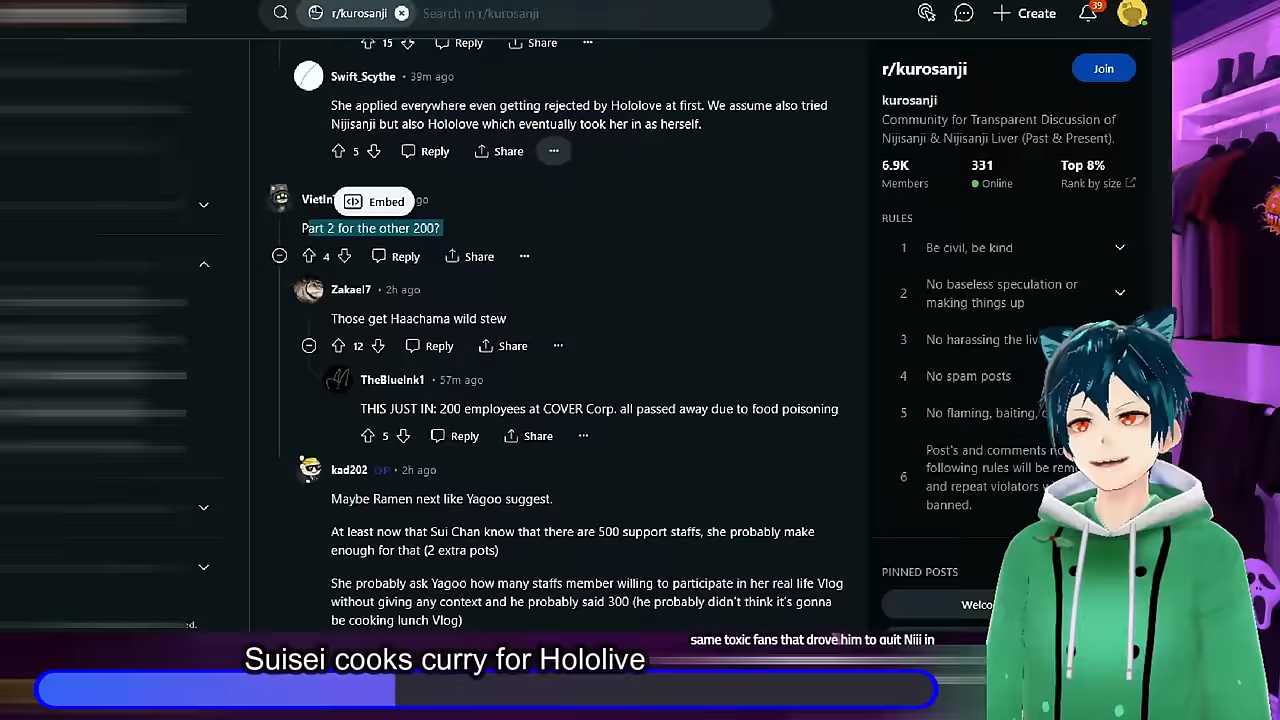 r/kurosanji
Search in r/kurosanji
Create
39
15
Reply
Share
Swift_Scythe • 39m ago
She applied everywhere even getting rejected by Hololove at first. We assume also tried
Nijisanji but also Hololove which eventually took her in as herself.
5
Reply
Share
Embed
go
Part 2 for the other 200?
4
Reply
Share
Zakael7 • 2h ago
Those get Haachama wild stew
12
Reply
Share
TheBlueInk1 • 57m ago
THIS JUST IN: 200 employees at COVER Corp. all passed away due to food poisoning
5
Reply
Share
kad202 OP • 2h ago
Maybe Ramen next like Yagoo suggest.
At least now that Sui Chan know that there are 500 support staffs, she probably make
enough for that (2 extra pots)
She probably ask Yagoo how many staffs member willing to participate in her real life Vlog
without giving any context and he probably said 300 (he probably didn't think it's gonna
be cooking lunch Vlog)
r/kurosanji
Join
kurosanji
Community for Transparent Discussion of
Nijisanji & Nijisanji Liver (Past & Present).
6.9K
331
Top 8%
Members
Online
Rank by size
RULES
1
Be civil, be kind
2
No baseless speculation or
making things up
3
No harassing the
4
No spam posts
5
No flaming, baiting,
6
Post's and comments
following rules will be
and repeat violators
banned.
PINNED POSTS
same toxic fans that drove him to quit Niji in
Suisei cooks curry for Hololive